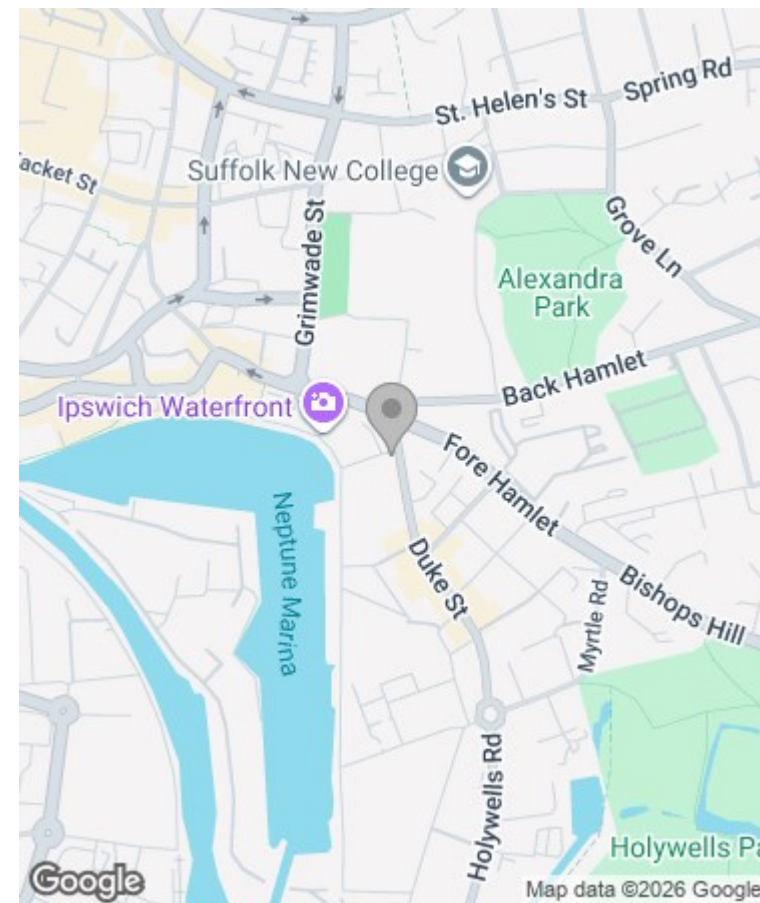 St. Helen's St
Spring Rd
acket St
Suffolk New College
Grimwade St
Grove Ln
Alexandra
Park
Back Hamlet
Ipswich Waterfront
Fore Hamlet
Neptune Marina
Duke St
Bishops Hill
Myrtle Rd
Holywells Rd
Holywells Pa
Google
Map data ©2026 Google